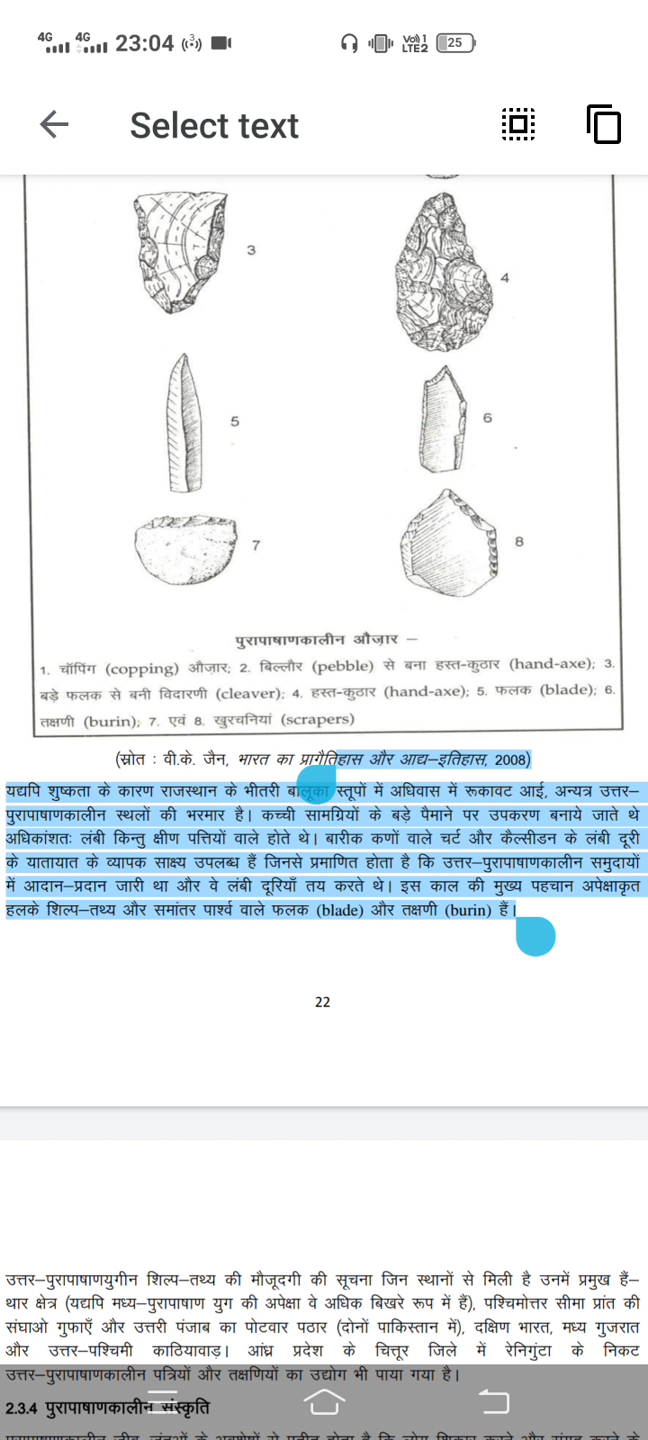 4G 4G 23:04 Vo) 1 LTE2 25
Select text
3
4
5
6
7
8
पुरापाषाणकालीन औज़ार –
1. चॉपिंग (copping) औज़ार; 2. बिल्लौर (pebble) से बना हस्त-कुठार (hand-axe); 3.
बड़े फलक से बनी विदारणी (cleaver); 4. हस्त-कुठार (hand-axe); 5. फलक (blade); 6.
तक्षणी (burin); 7. एवं 8. खुरचनियां (scrapers)
(स्रोत : वी.के. जैन, भारत का प्रागैतिहास और आद्य–इतिहास, 2008)
यद्यपि शुष्कता के कारण राजस्थान के भीतरी बालूका स्तूपों में अधिवास में रूकावट आई, अन्यत्र उत्तर–
पुरापाषाणकालीन स्थलों की भरमार है। कच्ची सामग्रियों के बड़े पैमाने पर उपकरण बनाये जाते थे
अधिकांशतः लंबी किन्तु क्षीण पत्तियों वाले होते थे। बारीक कणों वाले चर्ट और कैल्सीडन के लंबी दूरी
के यातायात के व्यापक साक्ष्य उपलब्ध हैं जिनसे प्रमाणित होता है कि उत्तर–पुरापाषाणकालीन समुदायों
में आदान–प्रदान जारी था और वे लंबी दूरियाँ तय करते थे। इस काल की मुख्य पहचान अपेक्षाकृत
हलके शिल्प–तथ्य और समांतर पार्श्व वाले फलक (blade) और तक्षणी (burin) हैं।
22
उत्तर–पुरापाषाणयुगीन शिल्प–तथ्य की मौजूदगी की सूचना जिन स्थानों से मिली है उनमें प्रमुख हैं–
थार क्षेत्र (यद्यपि मध्य–पुरापाषाण युग की अपेक्षा वे अधिक बिखरे रूप में हैं), पश्चिमोत्तर सीमा प्रांत की
संघाओ गुफाएँ और उत्तरी पंजाब का पोटवार पठार (दोनों पाकिस्तान में), दक्षिण भारत, मध्य गुजरात
और उत्तर–पश्चिमी काठियावाड़। आंध्र प्रदेश के चित्तूर जिले में रेनिगुंटा के निकट
उत्तर–पुरापाषाणकालीन पत्रियों और तक्षणियों का उद्योग भी पाया गया है।
2.3.4 पुरापाषाणकालीन संस्कृति